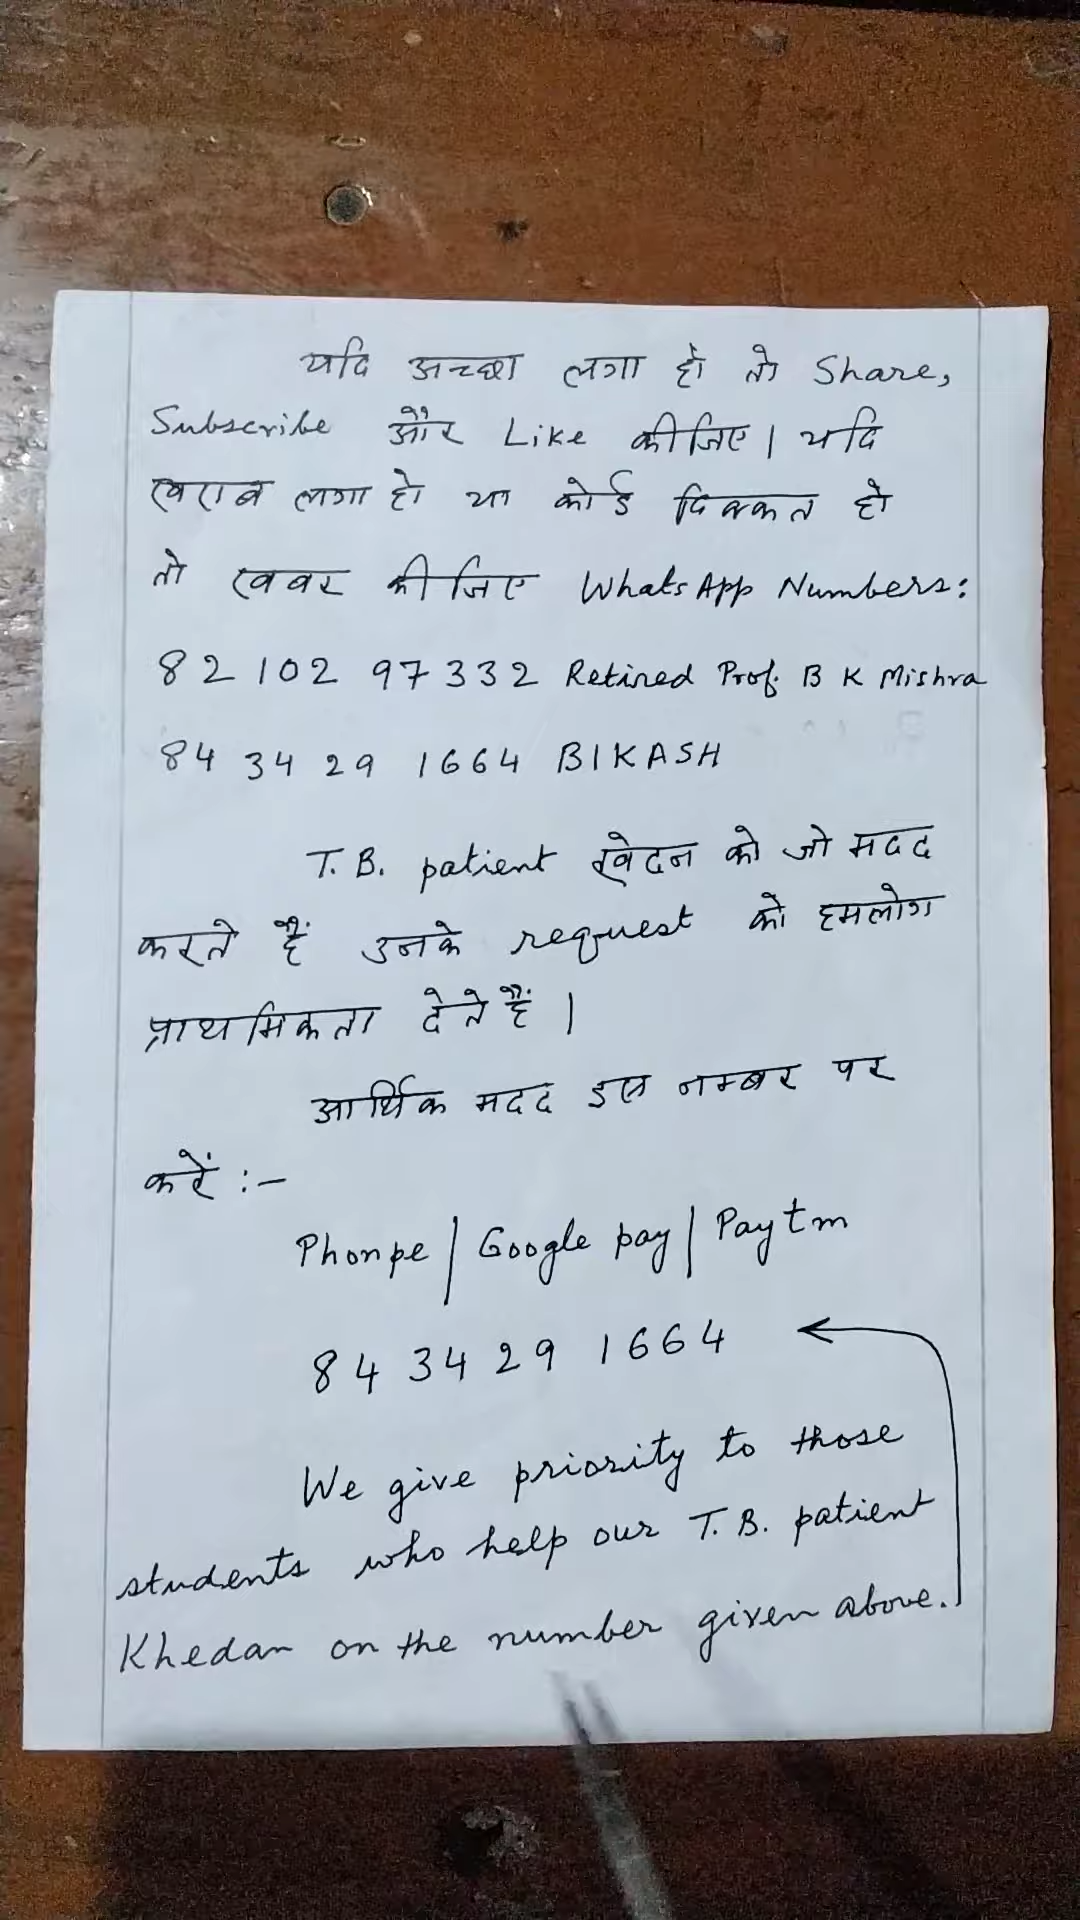 यदि अच्छा लगा हो तो Share,
Subscribe और Like कीजिए। यदि
खराब लगा हो या कोई दिक्कत हो
तो खबर कीजिए WhatsApp Numbers:
82 102 97332 Retired Prof. B K Mishra
84 34 29 1664 BIKASH
T.B. patient खेदन को जो मदद
करते हैं उनके request को हमलोग
प्राथमिकता देते हैं।
आर्थिक मदद इस नम्बर पर
करें :-
Phonpe | Google pay | Paytm
84 34 29 1664
We give priority to those
students who help our T.B. patient
Khedan on the number given above.